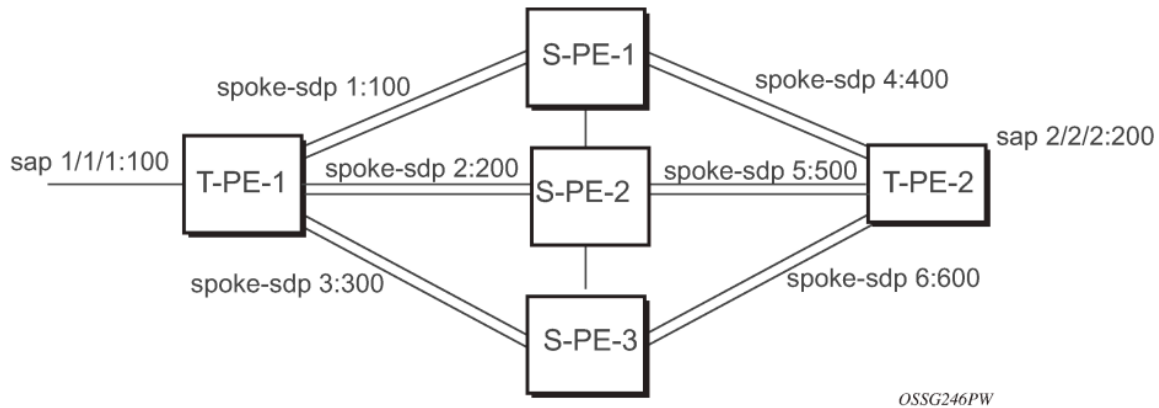 S-PE-1
spoke-sdp 1:100
spoke-sdp 4:400
sap 1/1/1:100
sap 2/2/2:200
T-PE-1
spoke-sdp 2:200
S-PE-2
spoke-sdp 5:500
T-PE-2
spoke-sdp 3:300
spoke-sdp 6:600
S-PE-3
OSSG246PW